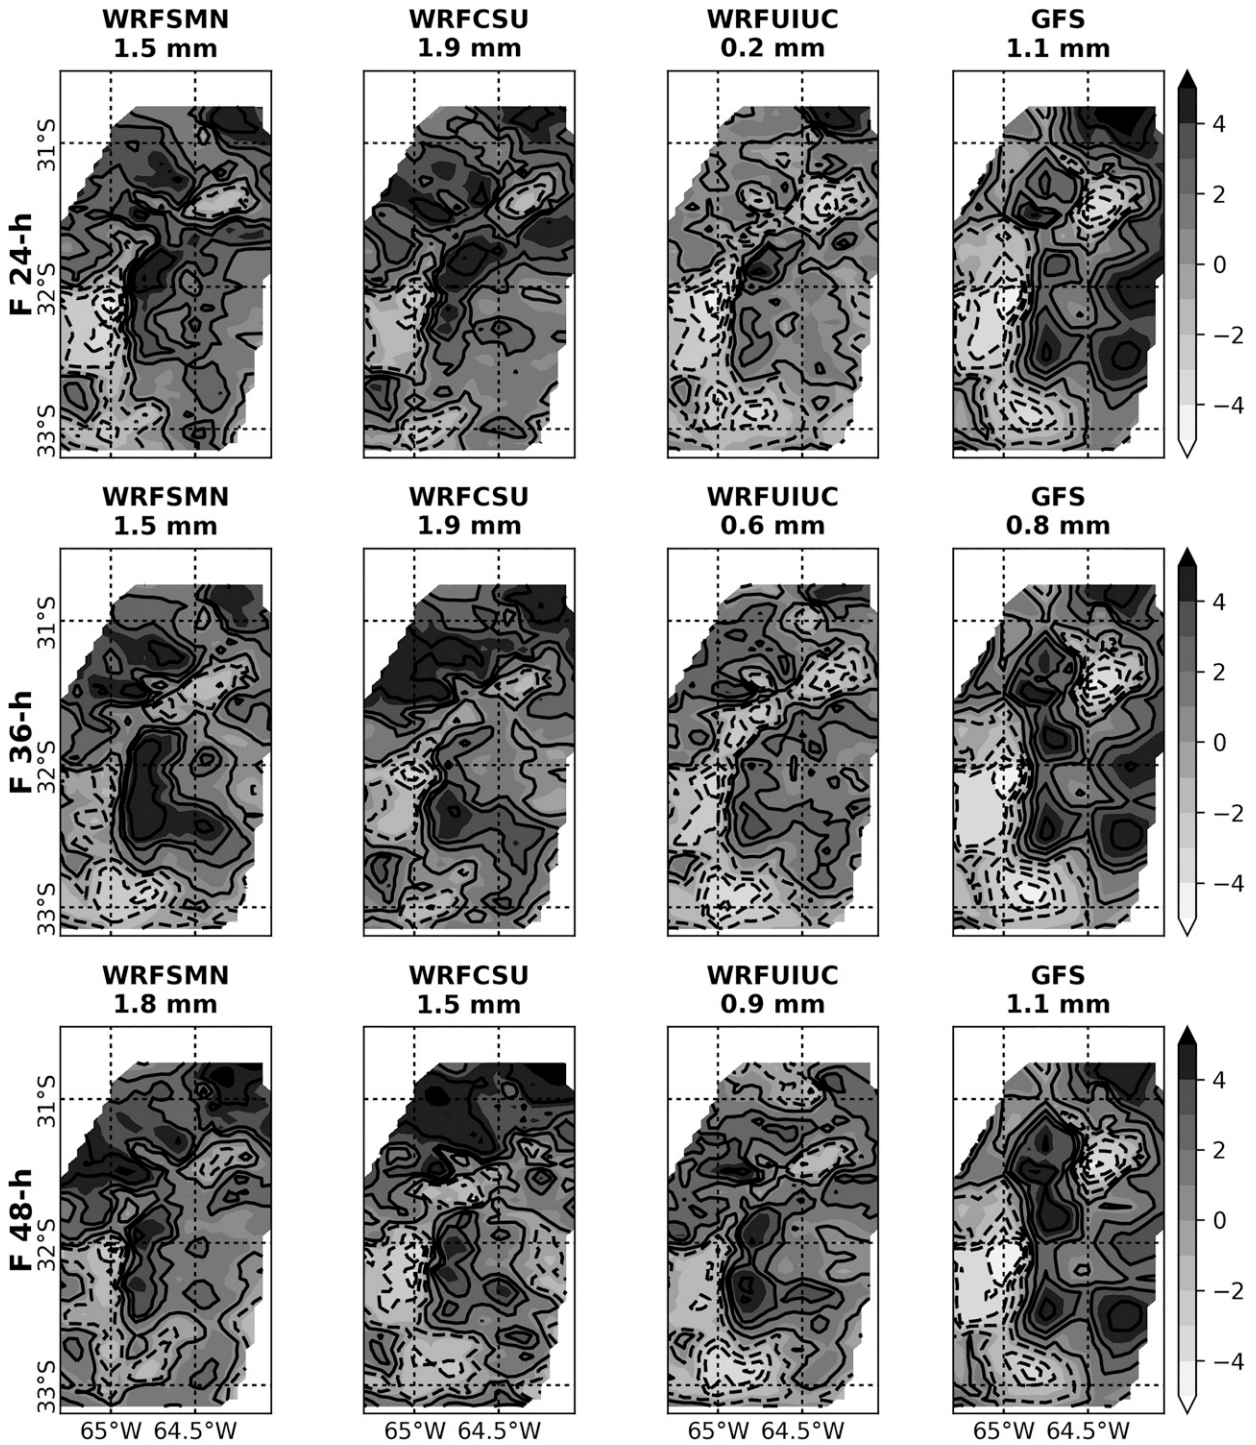 WRFSMN WRFCSU WRFUIUC GFS
1.5 mm 1.9 mm 0.2 mm 1.1 mm
F 24-h
31°S
32°S
33°S
4
2
0
−2
−4
WRFSMN WRFCSU WRFUIUC GFS
1.5 mm 1.9 mm 0.6 mm 0.8 mm
F 36-h
31°S
32°S
33°S
4
2
0
−2
−4
WRFSMN WRFCSU WRFUIUC GFS
1.8 mm 1.5 mm 0.9 mm 1.1 mm
F 48-h
31°S
32°S
33°S
4
2
0
−2
−4
65°W 64.5°W 65°W 64.5°W 65°W 64.5°W 65°W 64.5°W